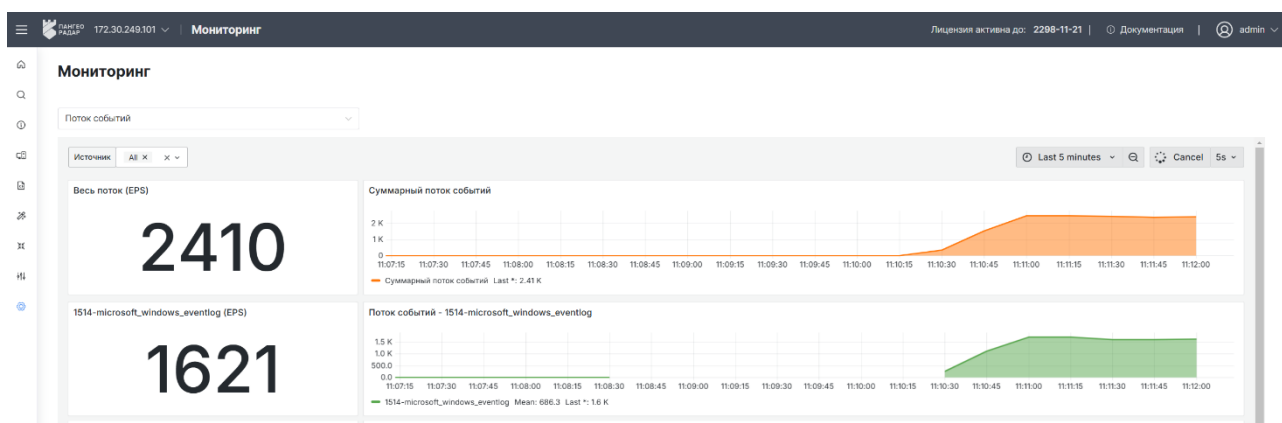 ПАНГЕО РАДАР 172.30.249.101 Мониторинг Лицензия активна до: 2298-11-21 | Документация | admin
Мониторинг
Поток событий
Источник All × × Last 5 minutes Cancel 5s
Весь поток (EPS)
2410
Суммарный поток событий
2 K
1 K
0
11:07:15 11:07:30 11:07:45 11:08:00 11:08:15 11:08:30 11:08:45 11:09:00 11:09:15 11:09:30 11:09:45 11:10:00 11:10:15 11:10:30 11:10:45 11:11:00 11:11:15 11:11:30 11:11:45 11:12:00
Суммарный поток событий Last *: 2.41 K
1514-microsoft_windows_eventlog (EPS)
1621
Поток событий - 1514-microsoft_windows_eventlog
1.5 K
1.0 K
500.0
0.0
11:07:15 11:07:30 11:07:45 11:08:00 11:08:15 11:08:30 11:08:45 11:09:00 11:09:15 11:09:30 11:09:45 11:10:00 11:10:15 11:10:30 11:10:45 11:11:00 11:11:15 11:11:30 11:11:45 11:12:00
1514-microsoft_windows_eventlog Mean: 686.3 Last *: 1.6 K